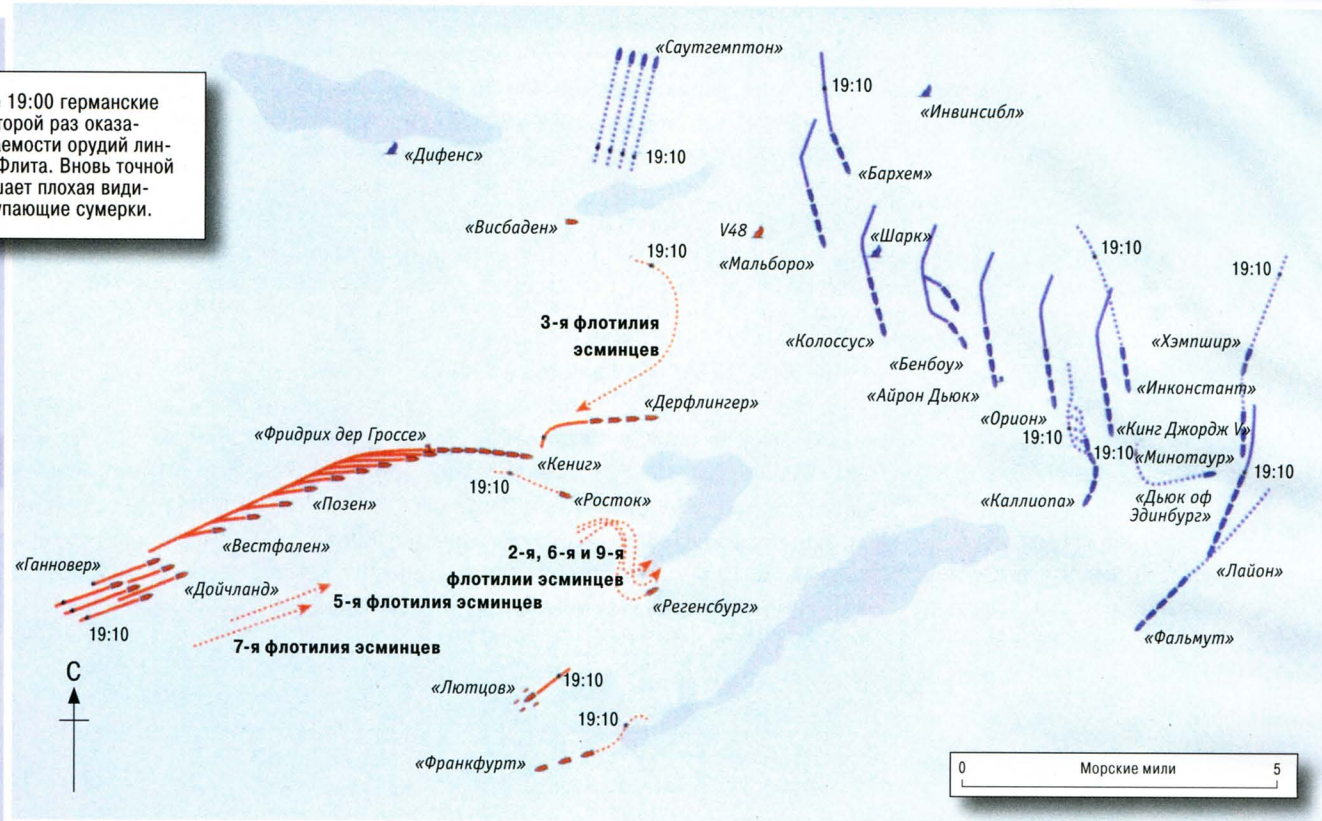 19:00 германские
торой раз оказа-
аемости орудий лин-
Флита. Вновь точной
шает плохая види-
упающие сумерки.
«Саутгемптон»
19:10
«Инвинсибл»
«Дифенс»
19:10
«Бархем»
«Висбаден»
V48
«Шарк»
«Мальборо»
19:10
19:10
19:10
3-я флотилия
эсминцев
«Колоссус»
«Хэмпшир»
«Бенбоу»
«Айрон Дьюк»
«Инконстант»
«Дерфлингер»
«Орион»
«Кинг Джордж V»
«Фридрих дер Гроссе»
19:10
19:10
«Минотаур»
«Кениг»
19:10
19:10
«Росток»
«Позен»
«Каллиопа»
«Дьюк оф
Эдинбург»
«Вестфален»
2-я, 6-я и 9-я
флотилии эсминцев
«Ганновер»
«Дойчланд»
5-я флотилия эсминцев
«Регенсбург»
«Лайон»
19:10
7-я флотилия эсминцев
«Фальмут»
С
«Лютцов»
19:10
19:10
«Франкфурт»
0 Морские мили 5